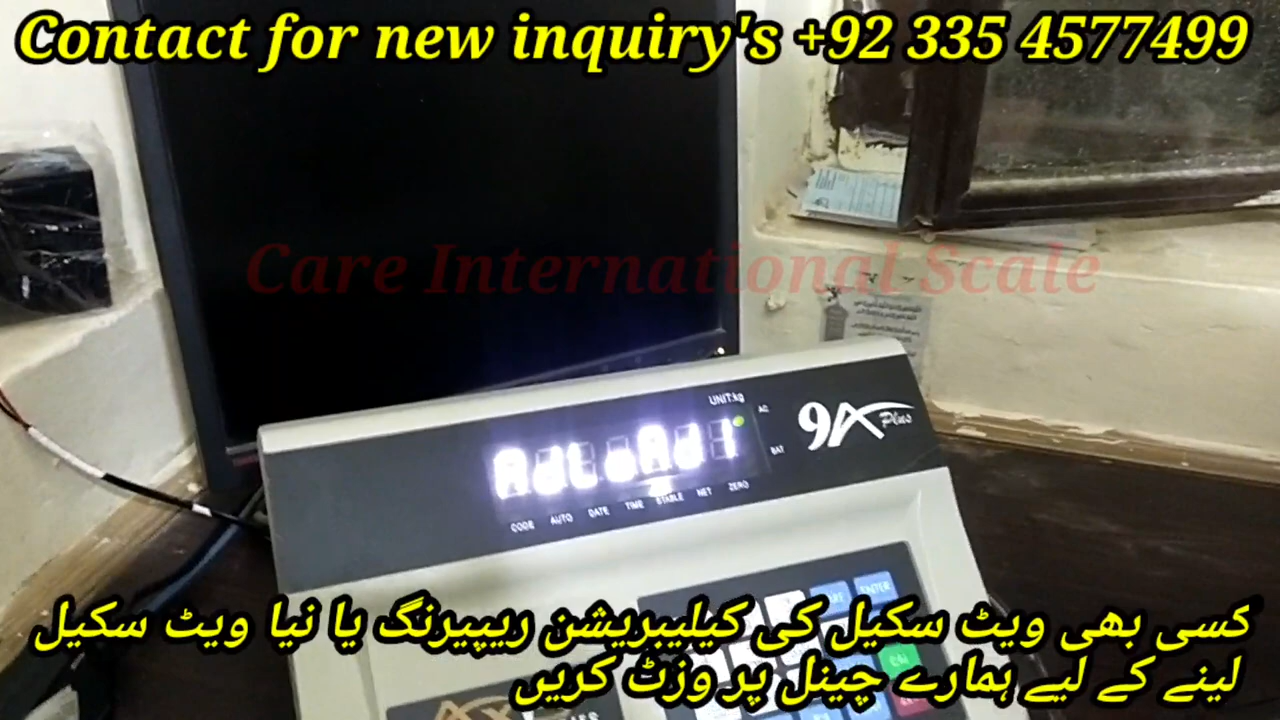 Contact for new inquiry's +92 335 4577499
Care International Scale
UNIT:kg
AC
BAT
9A Plus
CODE AUTO DATE TIME STABLE NET ZERO
ENTER
ON
کسی بھی ویٹ سکیل کی کیلیبریشن ریپیرنگ یا نیا ویٹ سکیل
لینے کے لیے ہمارے چینل پر وزٹ کریں